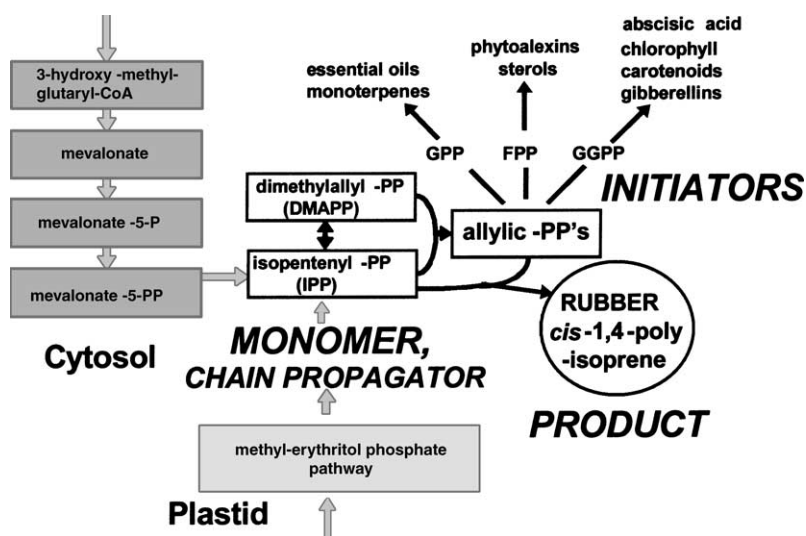 3-hydroxy -methyl-
glutaryl-CoA
mevalonate
mevalonate -5-P
mevalonate -5-PP
Cytosol
essential oils
monoterpenes
phytoalexins
sterols
abscisic acid
chlorophyll
carotenoids
gibberellins
GPP
FPP
GGPP
INITIATORS
dimethylallyl -PP
(DMAPP)
allylic -PP's
isopentenyl -PP
(IPP)
MONOMER,
CHAIN PROPAGATOR
RUBBER
cis-1,4-poly
-isoprene
PRODUCT
methyl-erythritol phosphate
pathway
Plastid